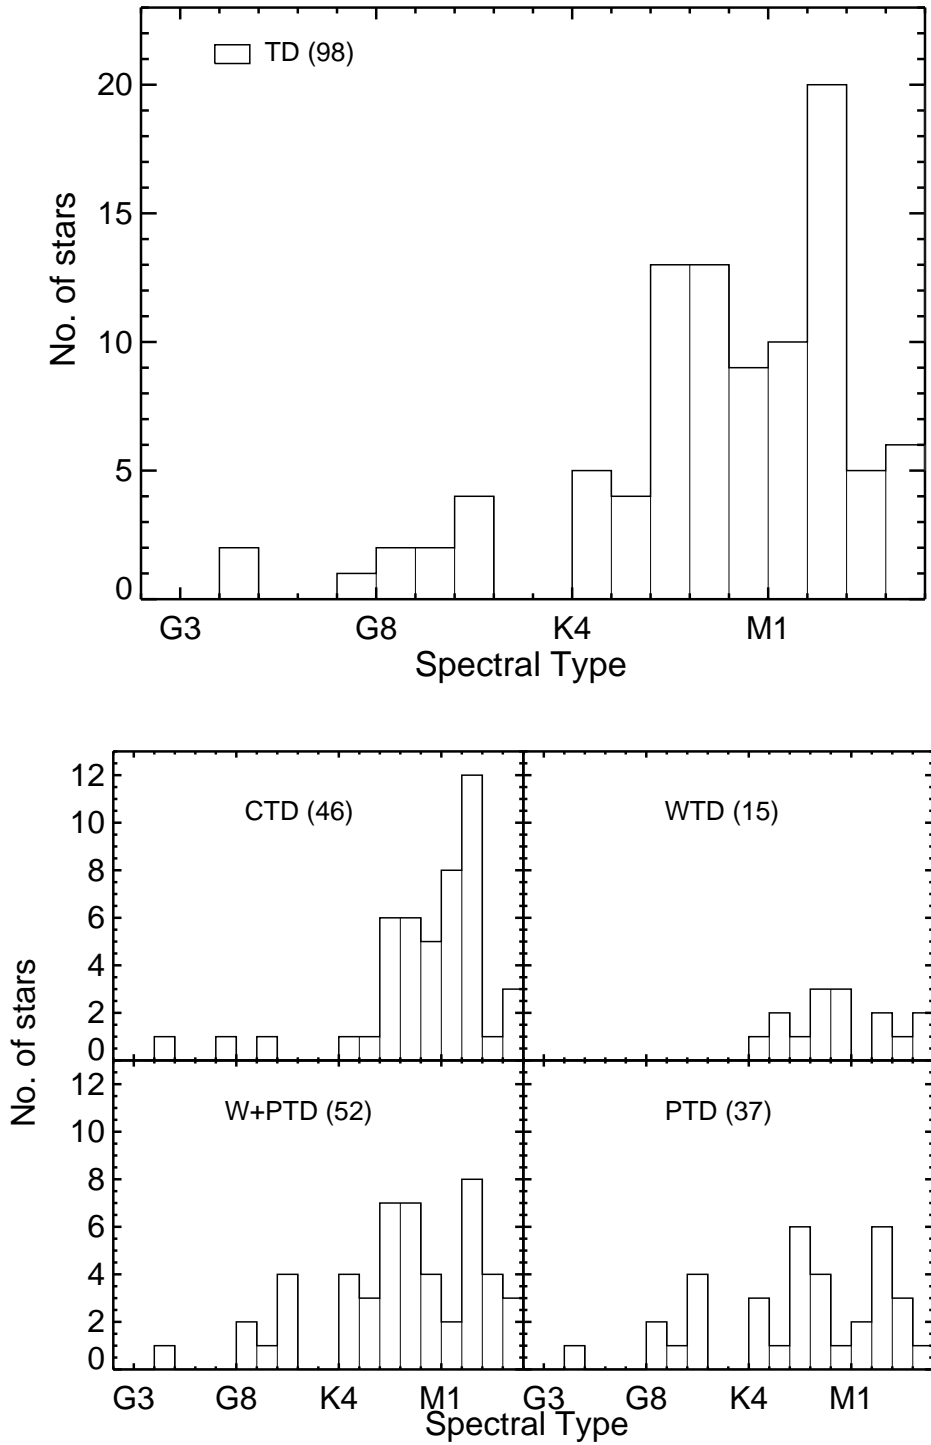 TD (98)
No. of stars
20
15
10
5
0
G3 G8 K4 M1
Spectral Type
CTD (46)
WTD (15)
W+PTD (52)
PTD (37)
No. of stars
12
10
8
6
4
2
0
12
10
8
6
4
2
0
G3 G8 K4 M1 G3 G8 K4 M1
Spectral Type